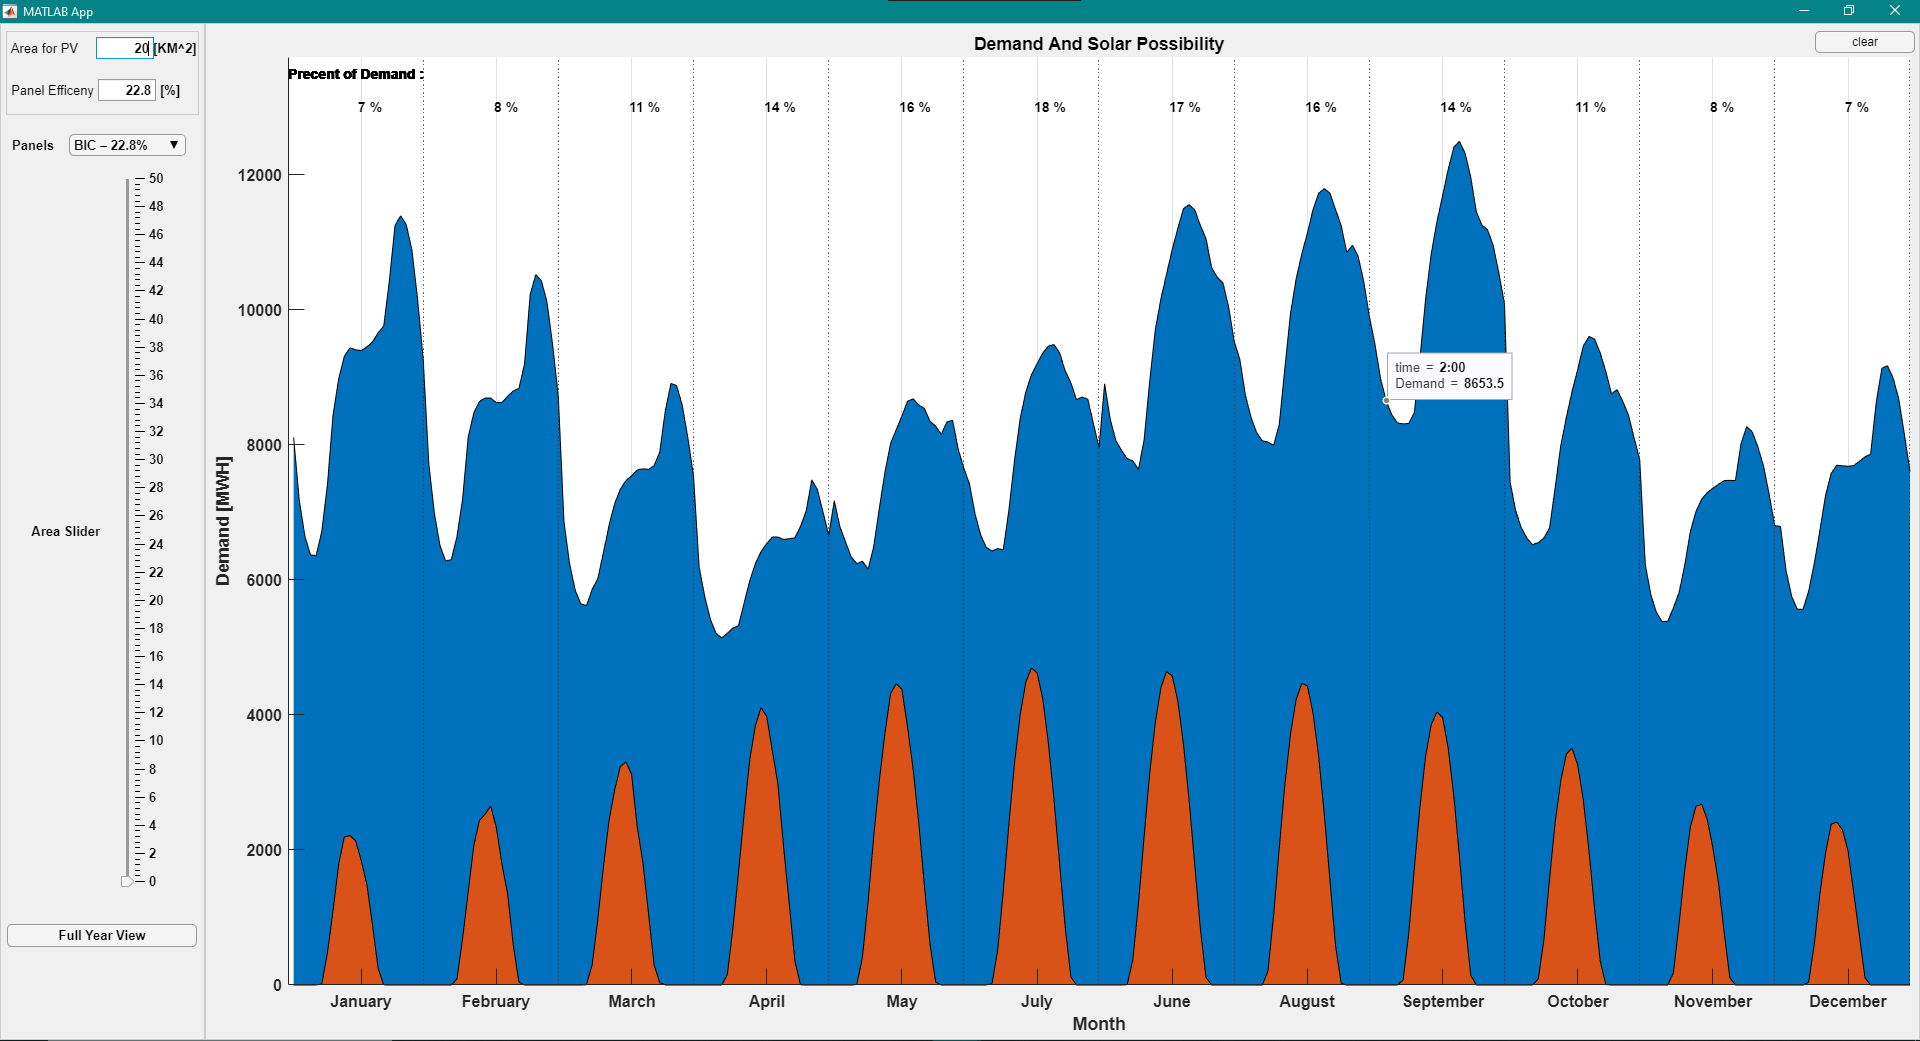 MATLAB App
Area for PV 20 [KM^2]
Panel Efficeny 22.8 [%]
Panels BIC – 22.8% ▼
50
48
46
44
42
40
38
36
34
32
30
28
26
24
22
20
18
16
14
12
10
8
6
4
2
0
Area Slider
Full Year View
Demand And Solar Possibility
clear
Precent of Demand :
7 % 8 % 11 % 14 % 16 % 18 % 17 % 16 % 14 % 11 % 8 % 7 %
12000
10000
8000
6000
4000
2000
0
Demand [MWH]
time = 2:00
Demand = 8653.5
January February March April May July June August September October November December
Month